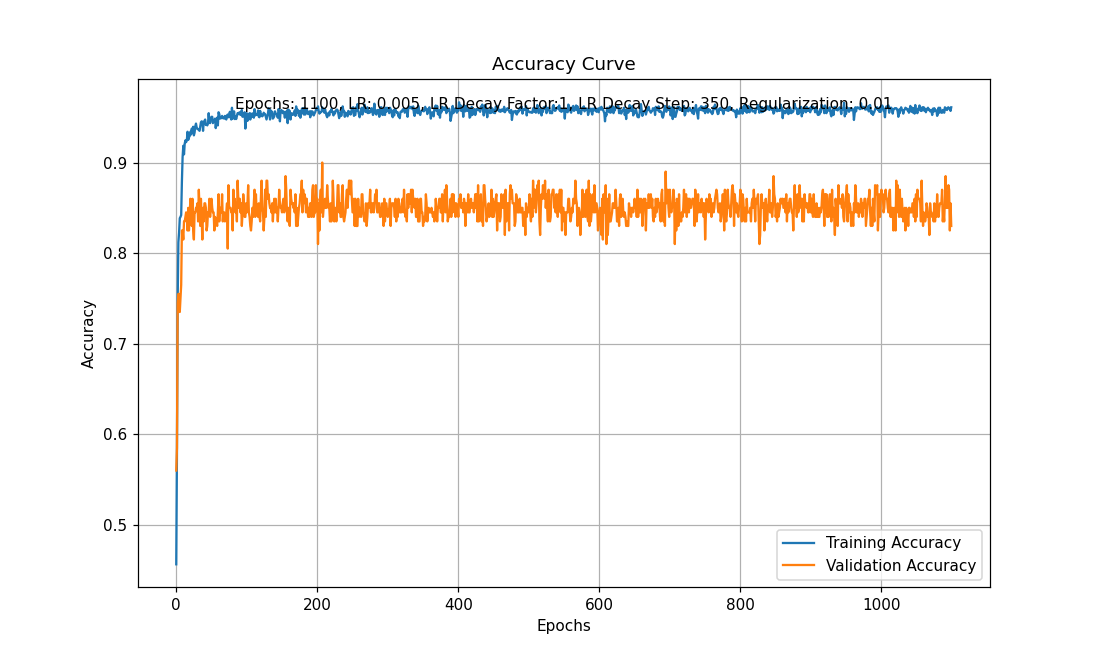 Accuracy Curve
Epochs: 1100, LR: 0.005, LR Decay Factor:1, LR Decay Step: 350, Regularization: 0.01
0.9
0.8
0.7
0.6
0.5
Accuracy
Training Accuracy
Validation Accuracy
0 200 400 600 800 1000
Epochs